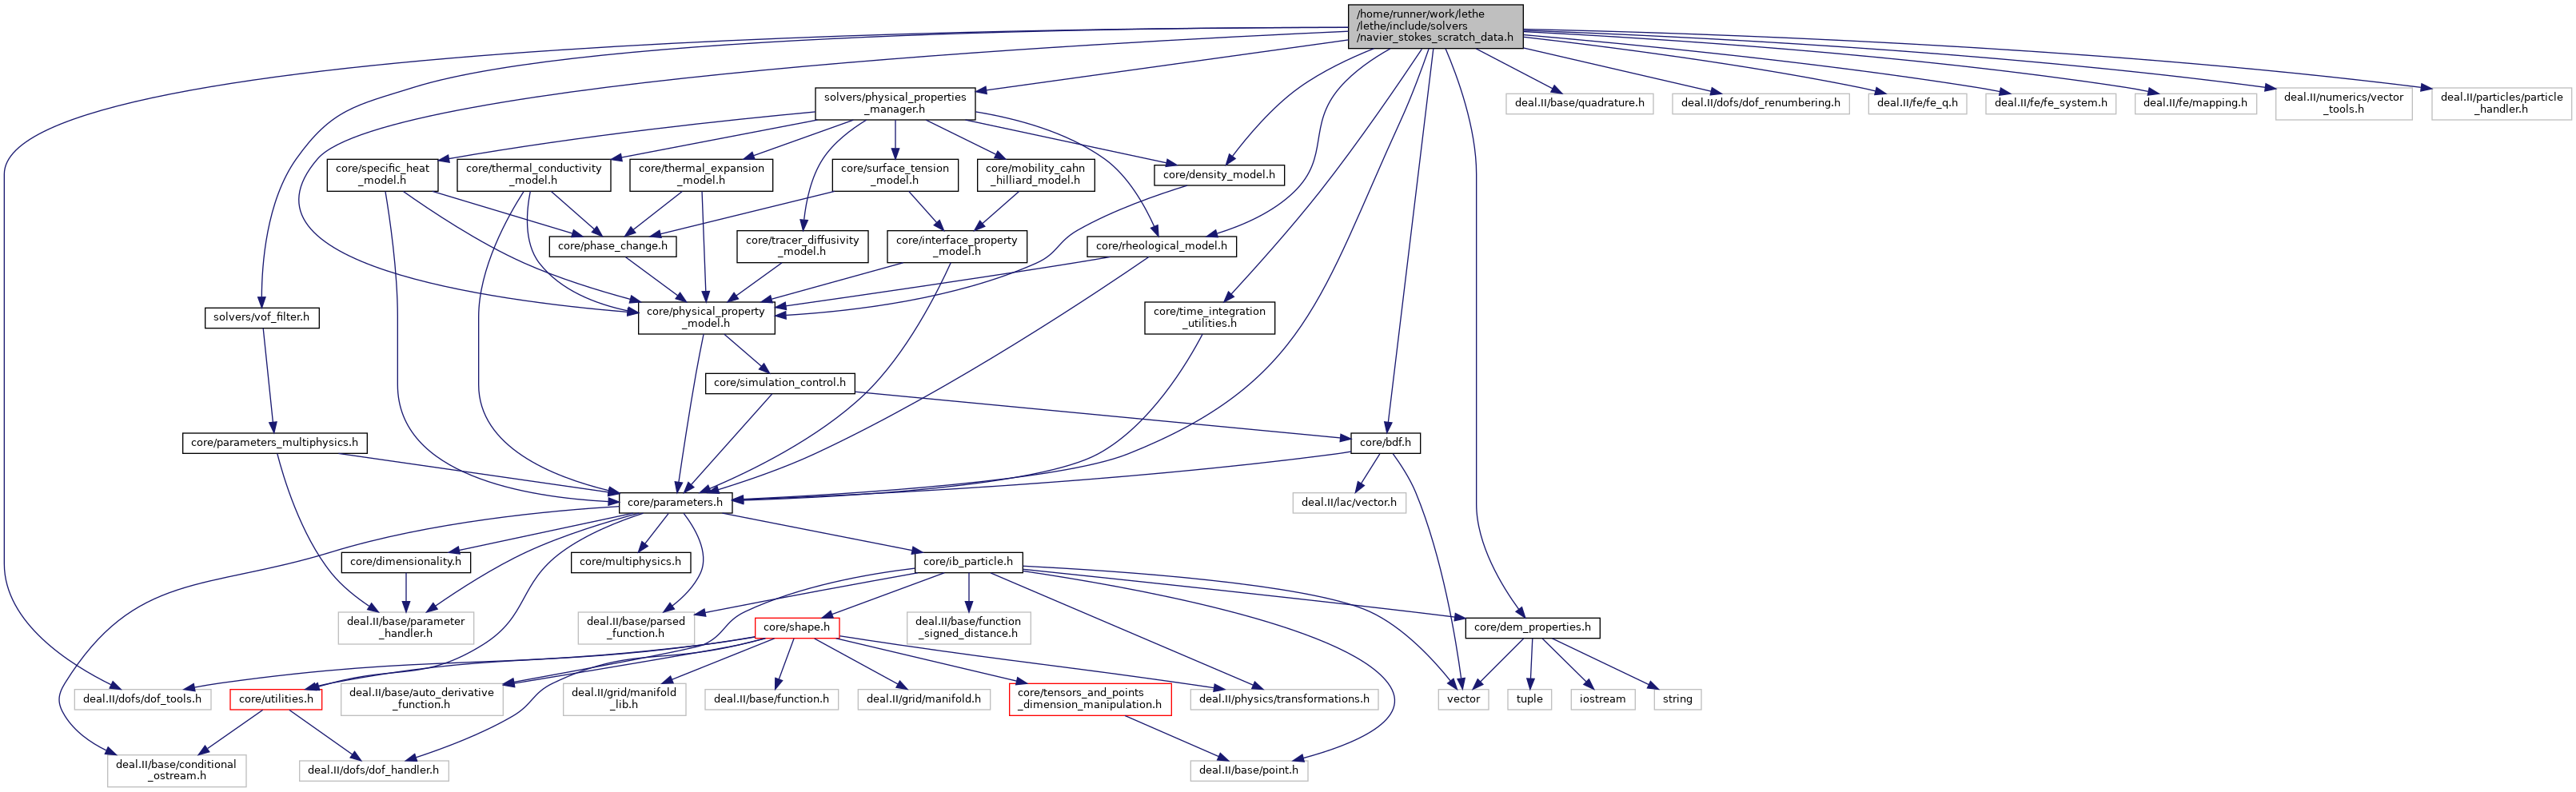 /home/runner/work/lethe
/lethe/include/solvers
/navier_stokes_scratch_data.h
solvers/physical_properties
_manager.h
deal.II/base/quadrature.h
deal.II/dofs/dof_renumbering.h
deal.II/fe/fe_q.h
deal.II/fe/fe_system.h
deal.II/fe/mapping.h
deal.II/numerics/vector
_tools.h
deal.II/particles/particle
_handler.h
core/specific_heat
_model.h
core/thermal_conductivity
_model.h
core/thermal_expansion
_model.h
core/surface_tension
_model.h
core/mobility_cahn
_hilliard_model.h
core/density_model.h
core/phase_change.h
core/tracer_diffusivity
_model.h
core/interface_property
_model.h
core/rheological_model.h
solvers/vof_filter.h
core/physical_property
_model.h
core/time_integration
_utilities.h
core/simulation_control.h
core/parameters_multiphysics.h
core/bdf.h
core/parameters.h
deal.II/lac/vector.h
core/dimensionality.h
core/multiphysics.h
core/ib_particle.h
deal.II/base/parameter
_handler.h
deal.II/base/parsed
_function.h
core/shape.h
deal.II/base/function
_signed_distance.h
core/dem_properties.h
deal.II/dofs/dof_tools.h
core/utilities.h
deal.II/base/auto_derivative
_function.h
deal.II/grid/manifold
_lib.h
deal.II/base/function.h
deal.II/grid/manifold.h
core/tensors_and_points
_dimension_manipulation.h
deal.II/physics/transformations.h
vector
tuple
iostream
string
deal.II/base/conditional
_ostream.h
deal.II/dofs/dof_handler.h
deal.II/base/point.h